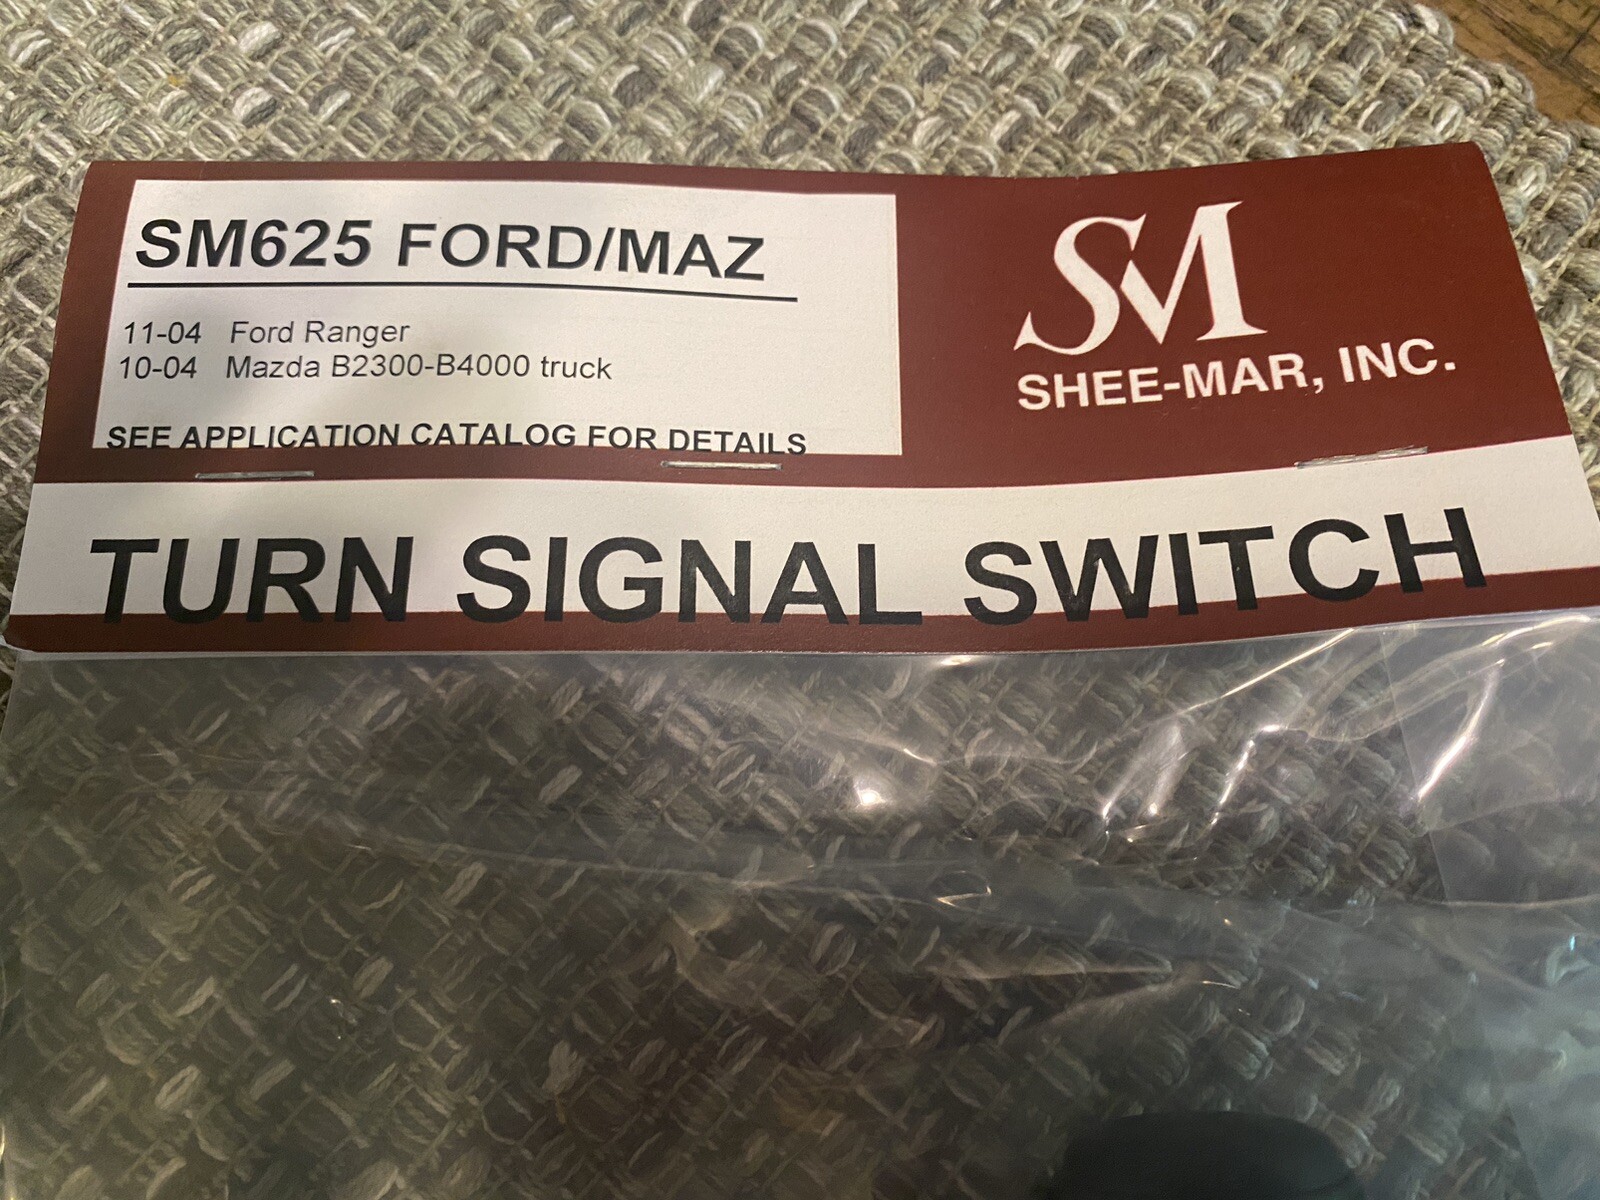 SM625 FORD/MAZ
11-04 Ford Ranger
10-04 Mazda B2300-B4000 truck
SEE APPLICATION CATALOG FOR DETAILS
SM
SHEE-MAR, INC.
TURN SIGNAL SWITCH